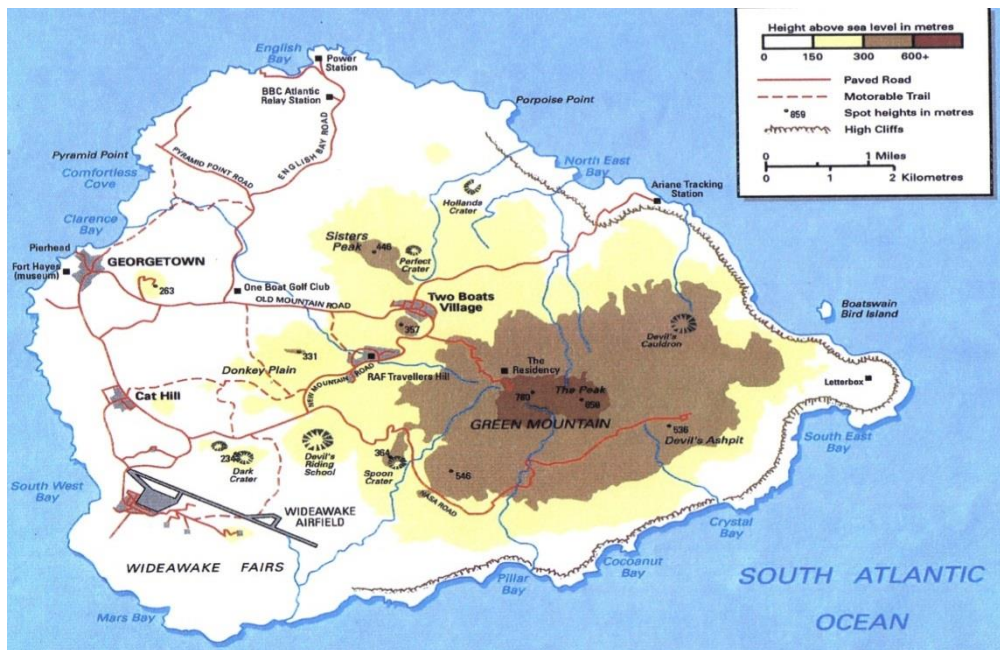 Height above sea level in metres
0 150 300 600+
Paved Road
Motorable Trail
859 Spot heights in metres
High Cliffs
0 1 Miles
0 1 2 Kilometres
English
Bay
Power
Station
BBC Atlantic
Relay Station
Porpoise Point
PYRAMID POINT ROAD
ENGLISH BAY ROAD
Pyramid Point
Comfortless
Cove
North East
Bay
Ariane Tracking
Station
Hollands
Crater
Clarence
Bay
Pierhead
GEORGETOWN
Fort Hayes
(museum)
263
Sisters
Peak
446
Perfect
Crater
One Boat Golf Club
OLD MOUNTAIN ROAD
Two Boats
Village
357
Boatswain
Bird Island
Devil's
Cauldron
331
Donkey Plain
NEW MOUNTAIN ROAD
RAF Travellers Hill
The
Residency
The Peak
780
859
GREEN MOUNTAIN
Letterbox
Cat Hill
536
Devil's Ashpit
South East
Bay
234
Dark
Crater
Devil's
Riding
School
364
Spoon
Crater
546
NASA ROAD
South West
Bay
WIDEAWAKE
AIRFIELD
Crystal
Bay
WIDEAWAKE FAIRS
Cocoanut
Bay
Pillar
Bay
Mars Bay
SOUTH ATLANTIC
OCEAN